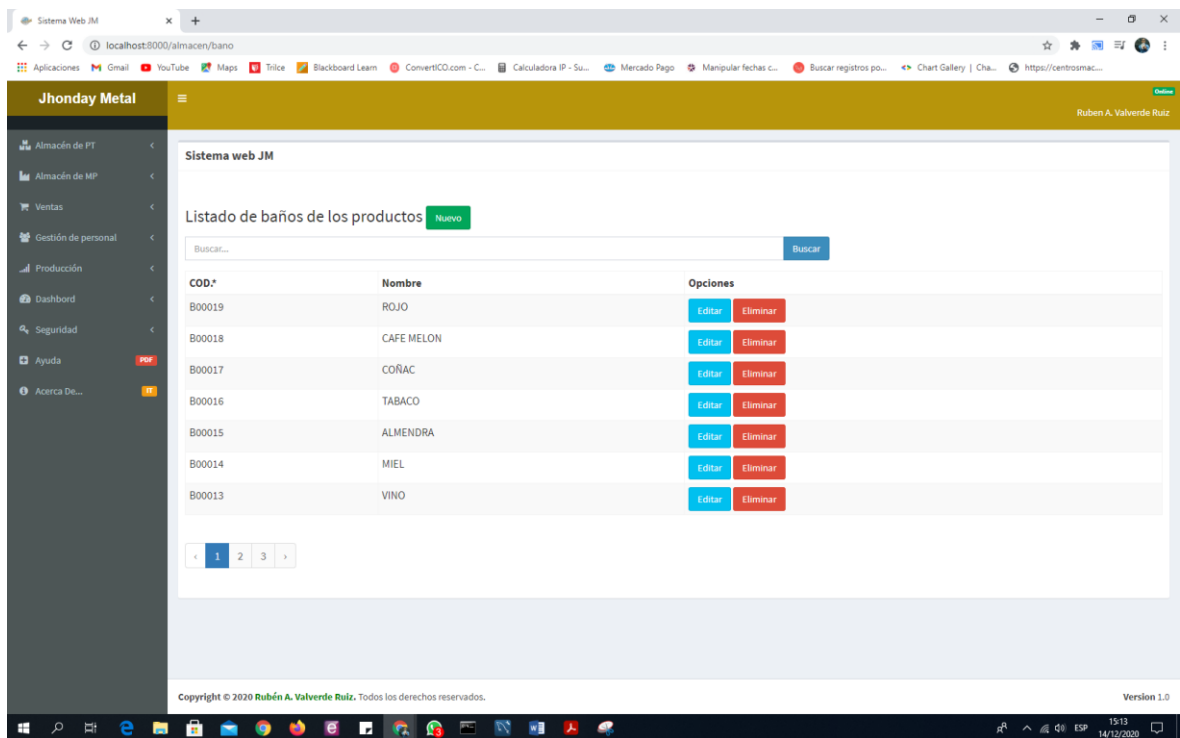 Sistema Web JM
localhost:8000/almacen/bano
Aplicaciones Gmail YouTube Maps Trilce Blackboard Learn ConvertICO.com - C... Calculadora IP - Su... Mercado Pago Manipular fechas c... Buscar registros po... Chart Gallery | Cha... https://centrosmac....
Jhonday Metal
Online
Ruben A. Valverde Ruiz
Almacén de PT
Almacén de MP
Ventas
Gestión de personal
Producción
Dashbord
Seguridad
Ayuda PDF
Acerca De... IT
Sistema web JM
Listado de baños de los productos Nuevo
Buscar... Buscar
COD.* Nombre Opciones
B00019 ROJO Editar Eliminar
B00018 CAFE MELON Editar Eliminar
B00017 COÑAC Editar Eliminar
B00016 TABACO Editar Eliminar
B00015 ALMENDRA Editar Eliminar
B00014 MIEL Editar Eliminar
B00013 VINO Editar Eliminar
‹ 1 2 3 ›
Copyright © 2020 Rubén A. Valverde Ruiz. Todos los derechos reservados. Version 1.0
ESP
15:13
14/12/2020